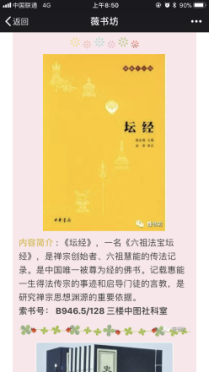 中国联通 4G 上午8:50 90%
返回 薇书坊
坛经
中华书局
内容简介：《坛经》，一名《六祖法宝坛
经》，是禅宗创始者、六祖慧能的传法记
录。是中国唯一被尊为经的佛书。记载惠能
一生得法传宗的事迹和启导门徒的言教，是
研究禅宗思想渊源的重要依据。
索书号： B946.5/128 三楼中图社科室